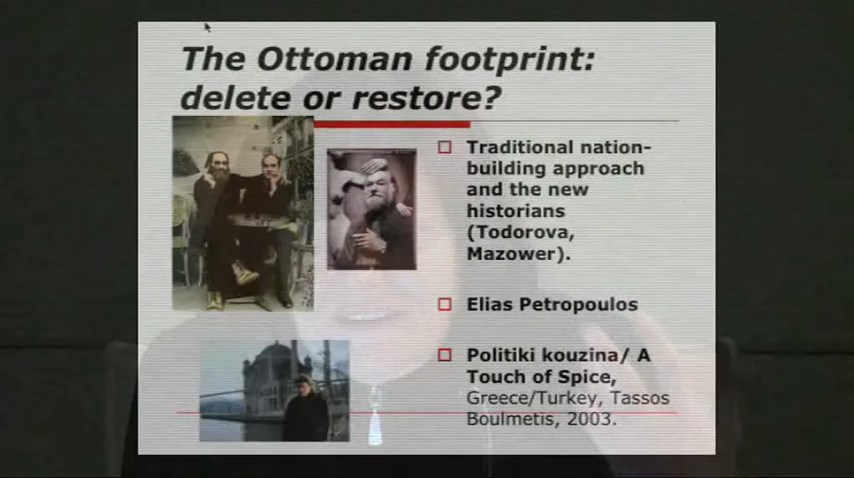 The Ottoman footprint:
delete or restore?
Traditional nation-
building approach
and the new
historians
(Todorova,
Mazower).
Elias Petropoulos
Politiki kouzina/ A
Touch of Spice,
Greece/Turkey, Tassos
Boulmetis, 2003.